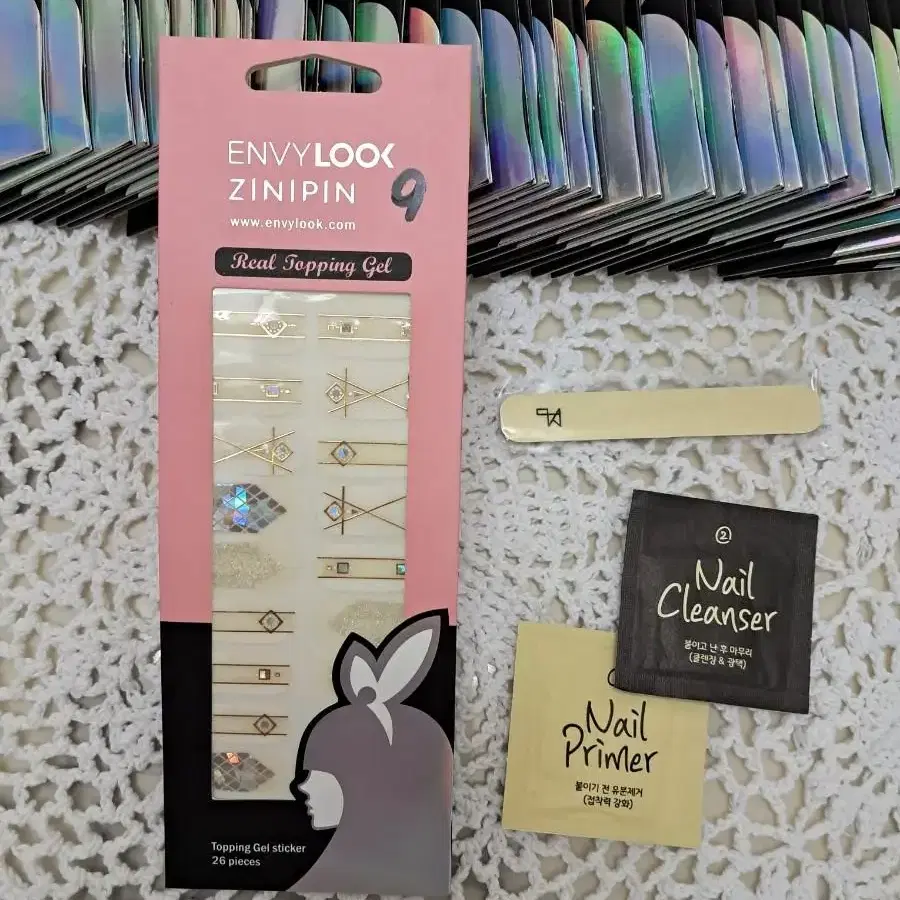 ENVYLOOK
ZINIPIN
9
www.envylook.com
Real Topping Gel
Topping Gel sticker
26 pieces
②
Nail
Cleanser
붙이고 난 후 마무리
(클렌징 & 광택)
Nail
Primer
붙이기 전 유분제거
(접착력 강화)